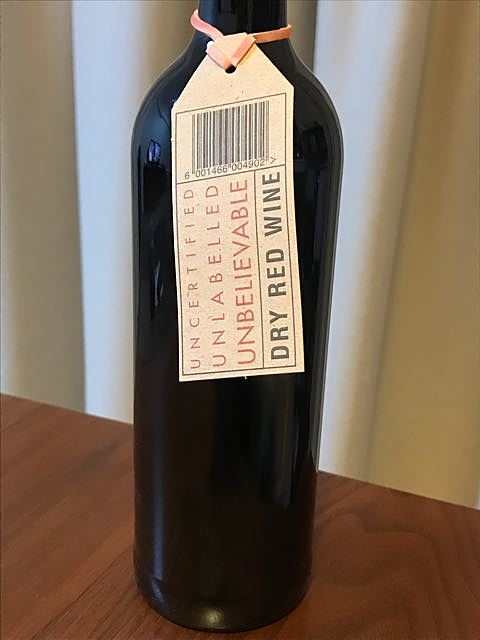 6 001466 004902 >
UNCERTIFIED
UNLABELLED
UNBELIEVABLE
DRY RED WINE